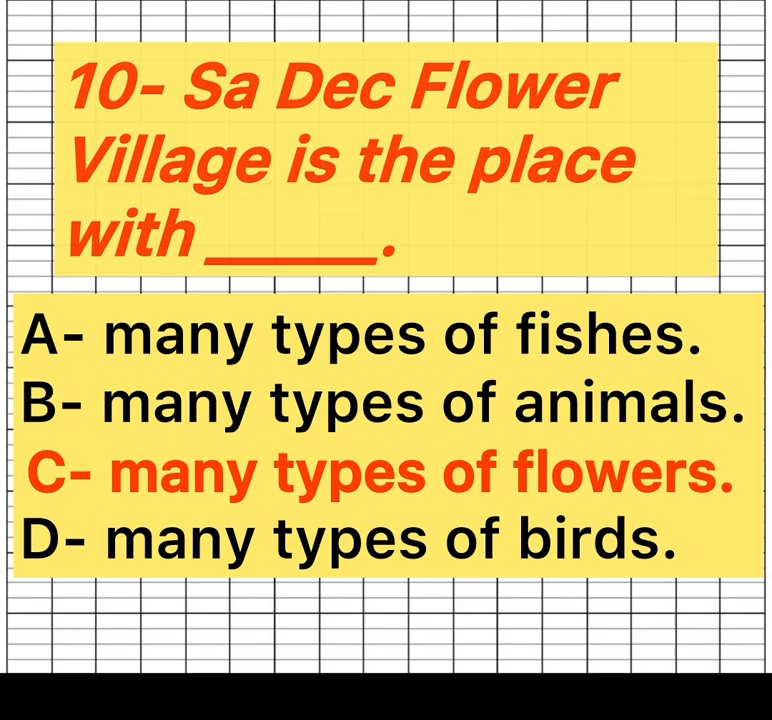 10- Sa Dec Flower
Village is the place
with ______.
A- many types of fishes.
B- many types of animals.
C- many types of flowers.
D- many types of birds.